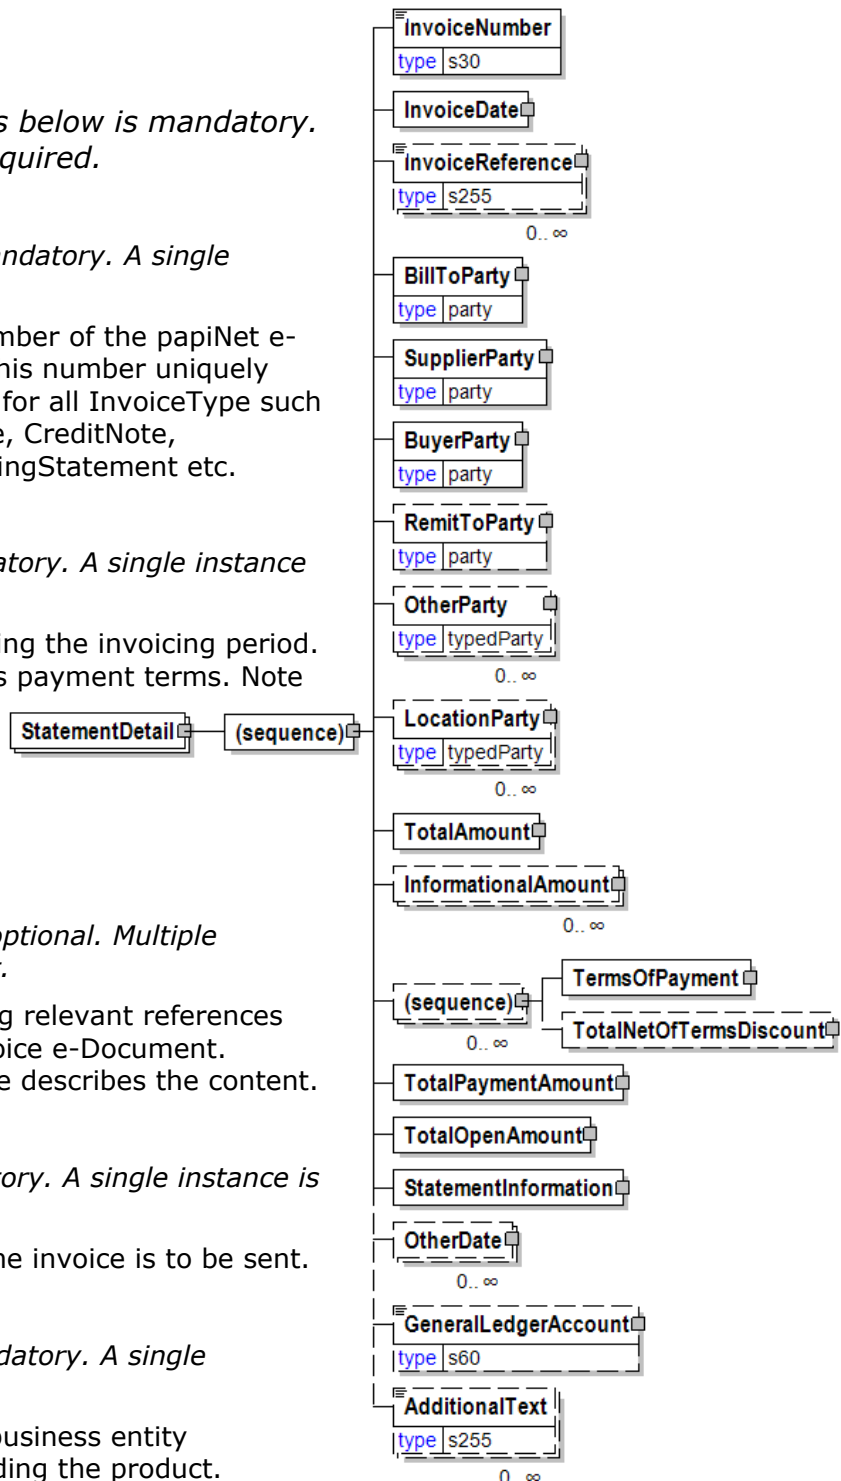 s below is mandatory.
quired.
ndatory. A single
mber of the papiNet e-
his number uniquely
for all InvoiceType such
e, CreditNote,
ingStatement etc.
atory. A single instance
ing the invoicing period.
s payment terms. Note
optional. Multiple
.
g relevant references
oice e-Document.
e describes the content.
ory. A single instance is
he invoice is to be sent.
datory. A single
business entity
ding the product.
StatementDetail
(sequence)
InvoiceNumber
type s30
InvoiceDate
InvoiceReference
type s255
0.. ∞
BillToParty
type party
SupplierParty
type party
BuyerParty
type party
RemitToParty
type party
OtherParty
type typedParty
0.. ∞
LocationParty
type typedParty
0.. ∞
TotalAmount
InformationalAmount
0.. ∞
(sequence)
0.. ∞
TermsOfPayment
TotalNetOfTermsDiscount
TotalPaymentAmount
TotalOpenAmount
StatementInformation
OtherDate
0.. ∞
GeneralLedgerAccount
type s60
AdditionalText
type s255
0.. ∞